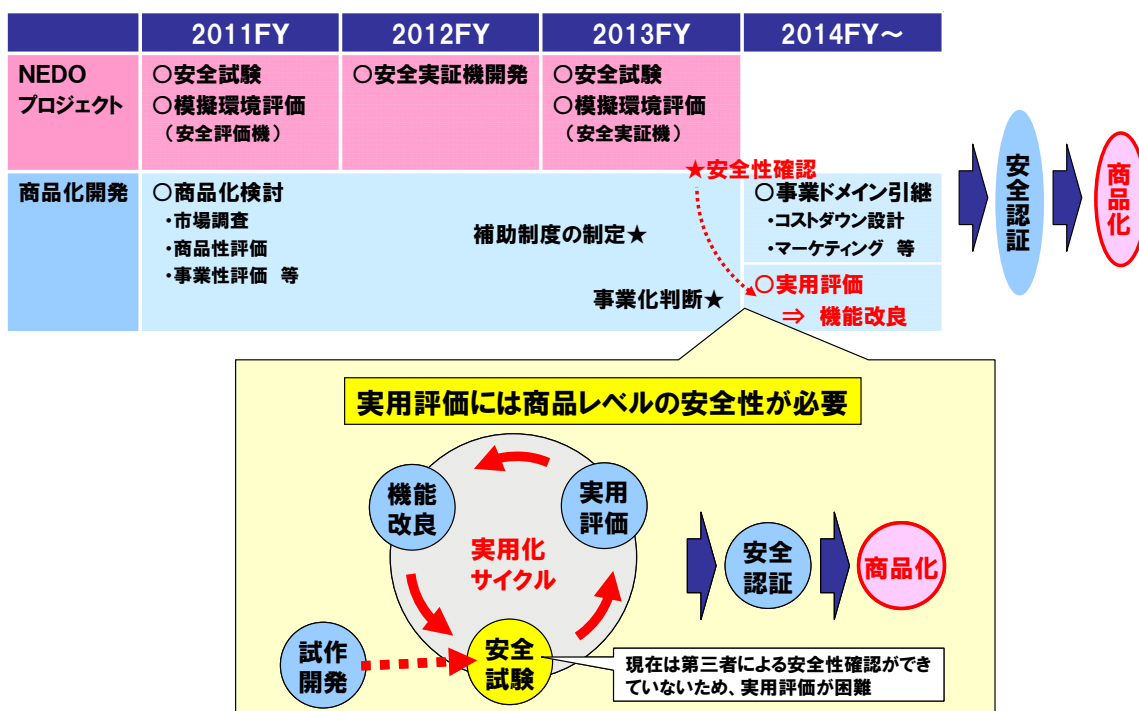 2011FY 2012FY 2013FY 2014FY～
NEDO
プロジェクト
○安全試験
○模擬環境評価
（安全評価機）
○安全実証機開発
○安全試験
○模擬環境評価
（安全実証機）
★安全性確認
商品化開発
○商品化検討
・市場調査
・商品性評価
・事業性評価 等
補助制度の制定★
事業化判断★
○事業ドメイン引継
・コストダウン設計
・マーケティング 等
○実用評価
⇒ 機能改良
安全認証
商品化
実用評価には商品レベルの安全性が必要
機能
改良
実用
評価
実用化
サイクル
安全
試験
試作
開発
安全
認証
商品化
現在は第三者による安全性確認ができ
ていないため、実用評価が困難